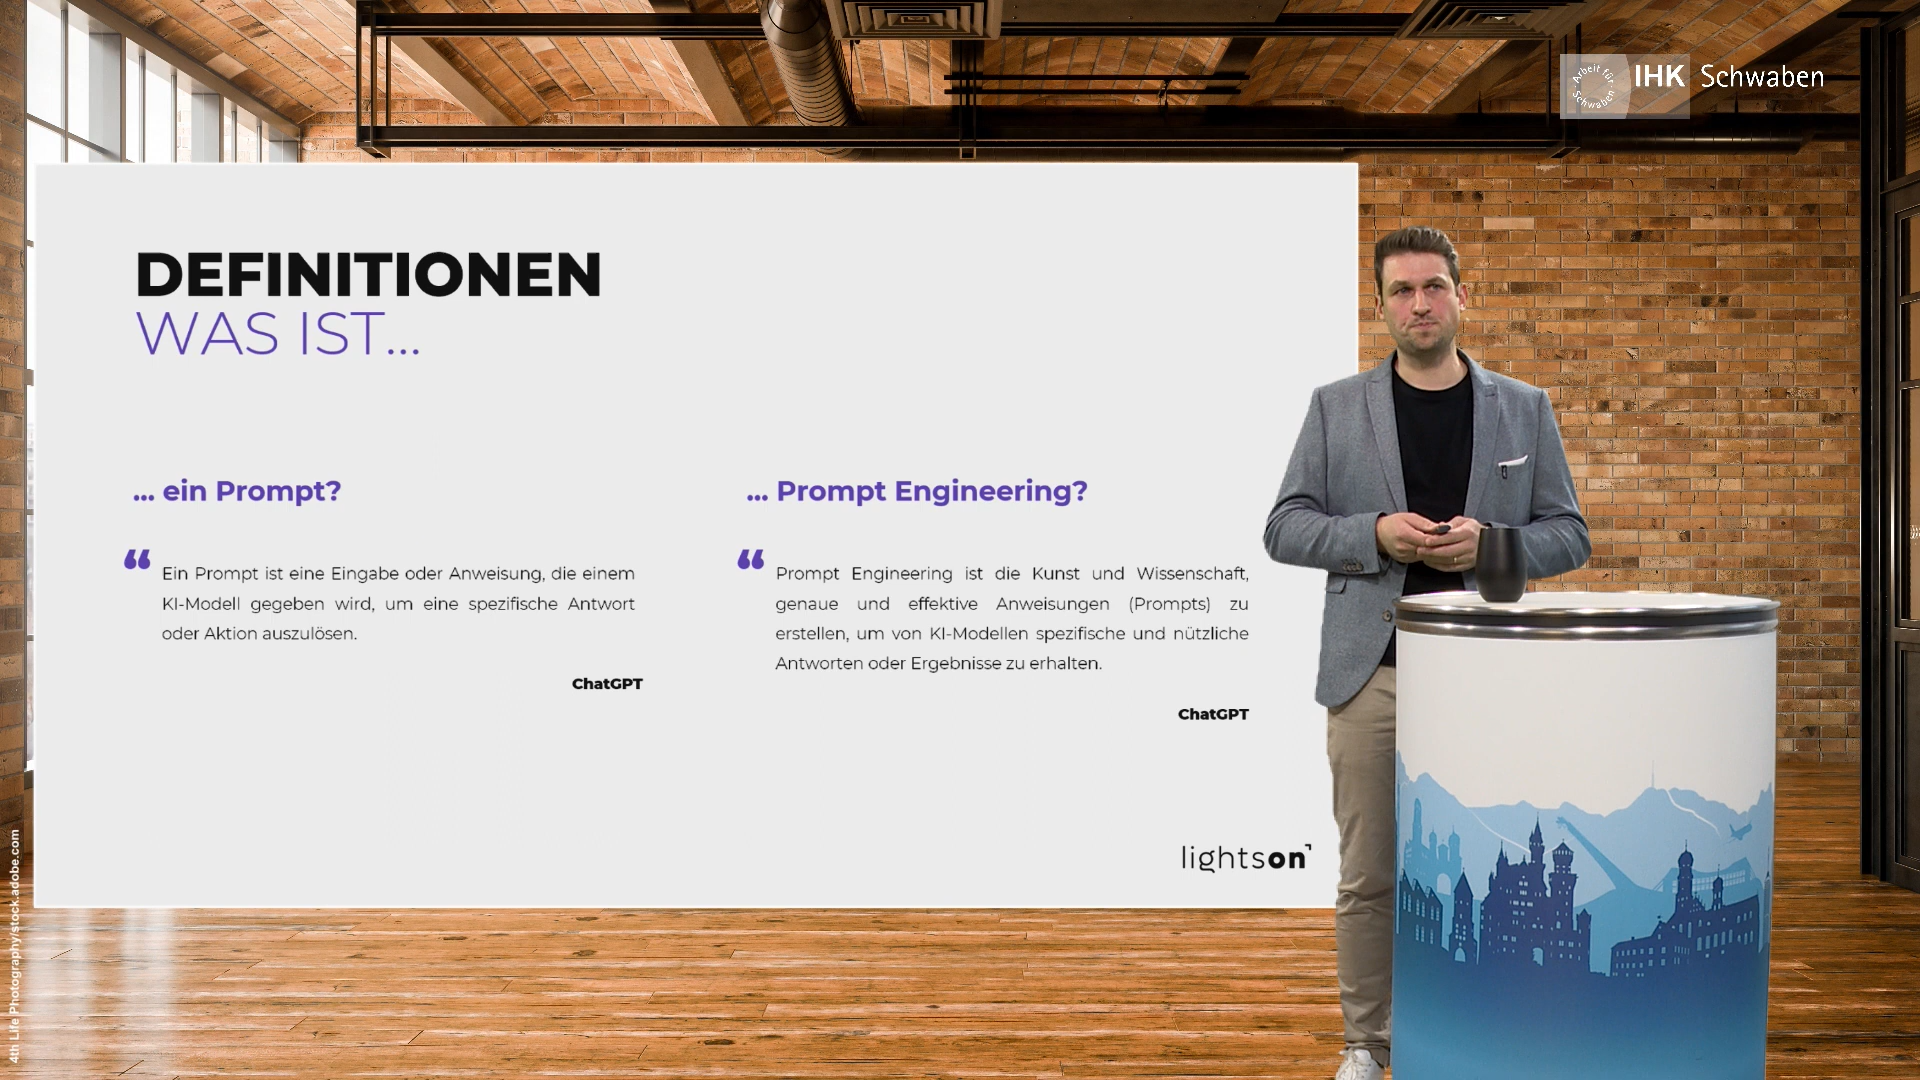 Arbeit für
Schwaben
IHK Schwaben
DEFINITIONEN
WAS IST...
... ein Prompt?
“ Ein Prompt ist eine Eingabe oder Anweisung, die einem
KI-Modell gegeben wird, um eine spezifische Antwort
oder Aktion auszulösen.
ChatGPT
... Prompt Engineering?
“ Prompt Engineering ist die Kunst und Wissenschaft,
genaue und effektive Anweisungen (Prompts) zu
erstellen, um von KI-Modellen spezifische und nützliche
Antworten oder Ergebnisse zu erhalten.
ChatGPT
lightson
4th Life Photography/stock.adobe.com